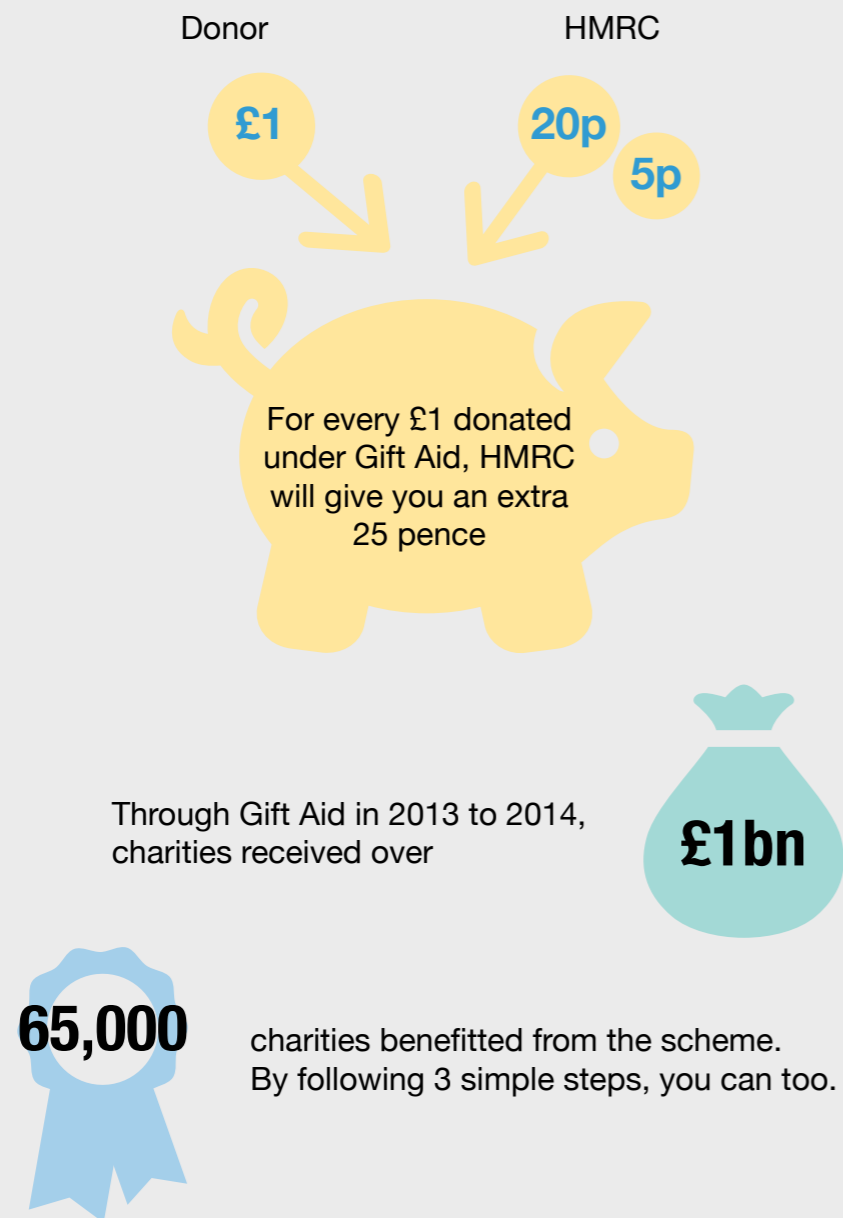 Donor
HMRC
£1
20p
5p
For every £1 donated
under Gift Aid, HMRC
will give you an extra
25 pence
Through Gift Aid in 2013 to 2014,
charities received over
£1bn
65,000
charities benefitted from the scheme.
By following 3 simple steps, you can too.